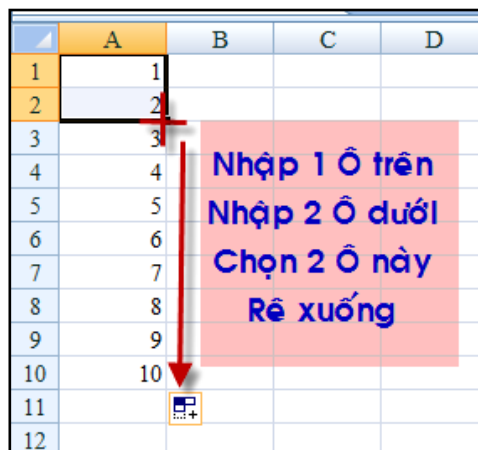 A B C D
1 1
2 2
3 3
4 4
5 5
6 6
7 7
8 8
9 9
10 10
11
12
Nhập 1 Ô trên
Nhập 2 Ô dưới
Chọn 2 Ô này
Rê xuống